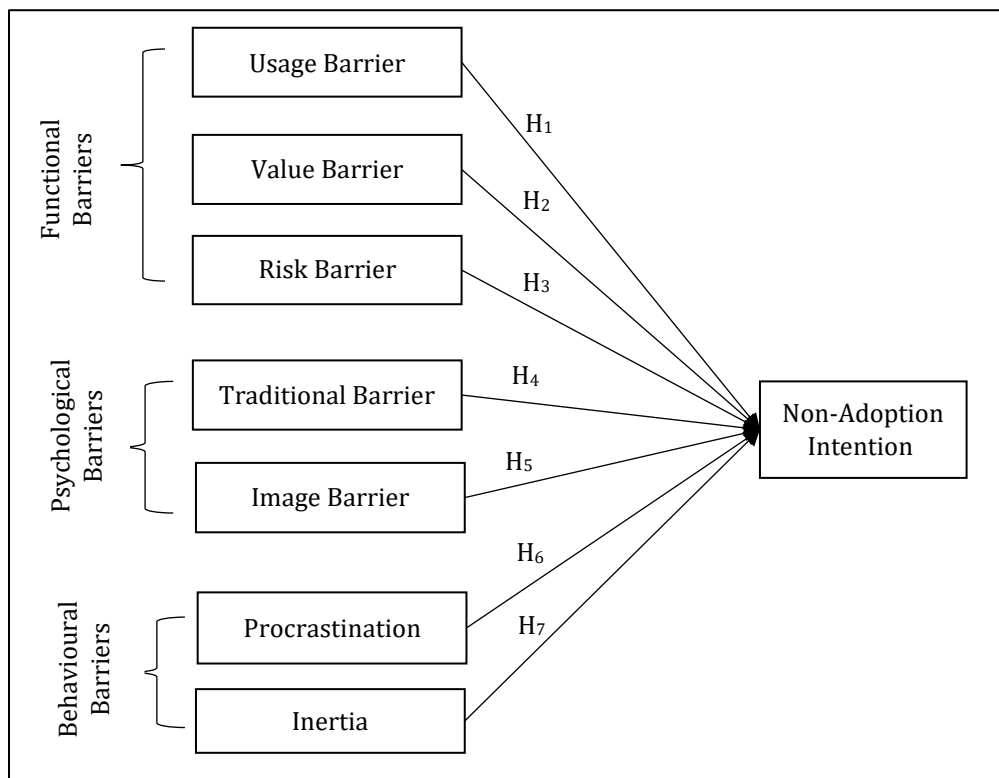 Functional
Barriers
Usage Barrier
Value Barrier
Risk Barrier
H1
H2
H3
Psychological
Barriers
Traditional Barrier
Image Barrier
H4
H5
Behavioural
Barriers
Procrastination
Inertia
H6
H7
Non-Adoption
Intention